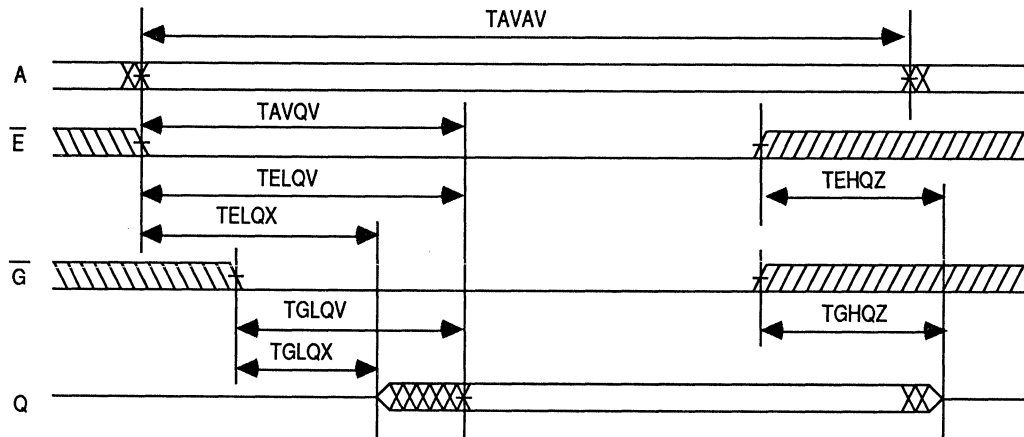 TAVAV
A
TAVQV
E̅
TELQV
TEHQZ
TELQX
G̅
TGLQV
TGHQZ
TGLQX
Q